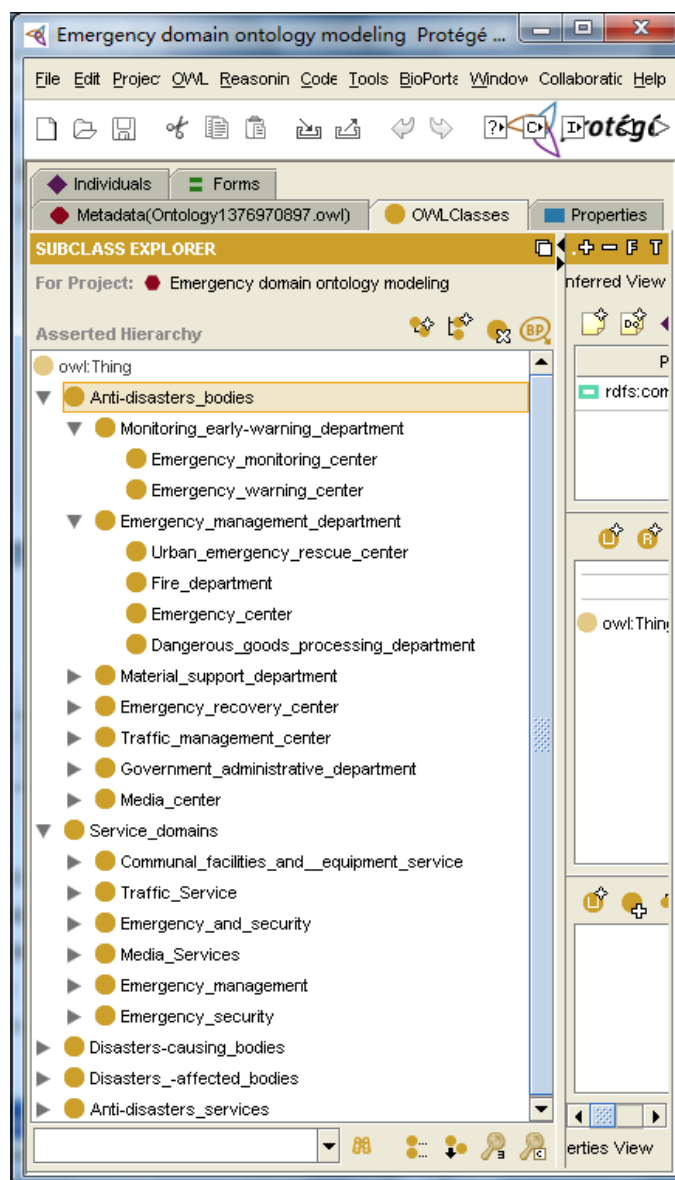 Emergency domain ontology modeling Protégé ...
File Edit Projec OWL Reasonin Code Tools BioPorta Window Collaboratic Help
?
C
I
Individuals Forms
Metadata(Ontology1376970897.owl) OWLClasses Properties
SUBCLASS EXPLORER F T
For Project: Emergency domain ontology modeling nferred View
Asserted Hierarchy BP
owl:Thing P
Anti-disasters_bodies rdfs:com
Monitoring_early-warning_department
Emergency_monitoring_center
Emergency_warning_center
Emergency_management_department
Urban_emergency_rescue_center
Fire_department
Emergency_center
Dangerous_goods_processing_department owl:Thing
Material_support_department
Emergency_recovery_center
Traffic_management_center
Government_administrative_department
Media_center
Service_domains
Communal_facilities_and__equipment_service
Traffic_Service
Emergency_and_security
Media_Services
Emergency_management
Emergency_security
Disasters-causing_bodies
Disasters_-affected_bodies
Anti-disasters_services
erties View